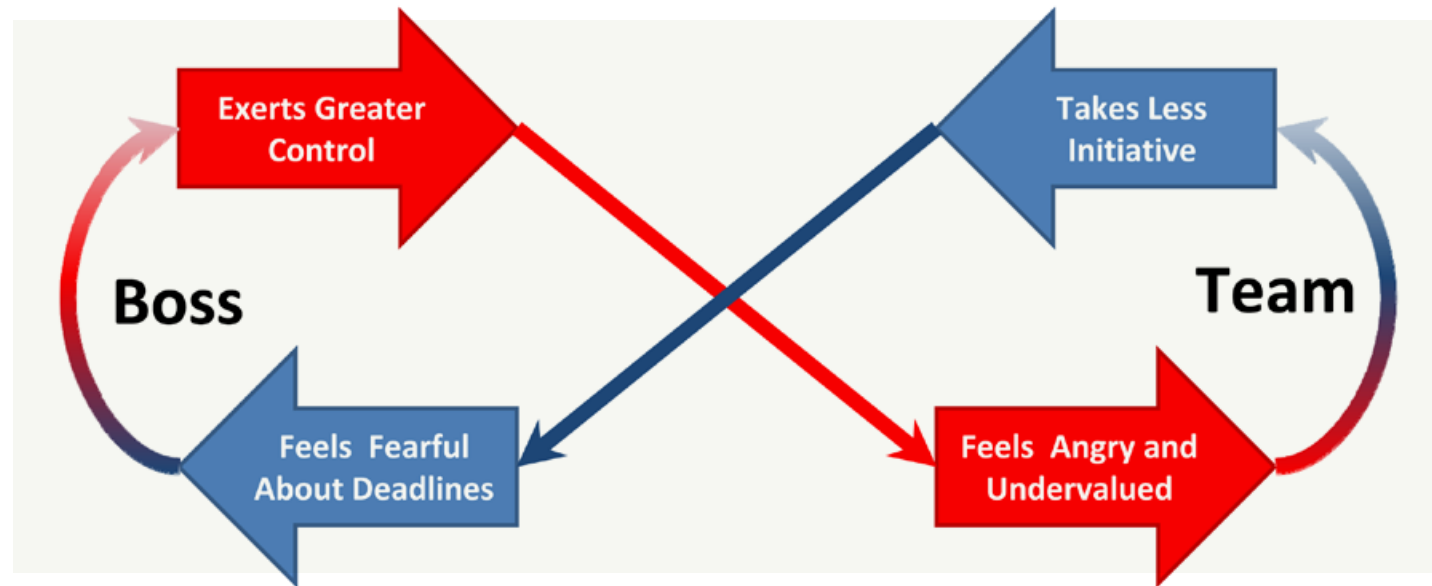 Exerts Greater
Control
Takes Less
Initiative
Boss
Team
Feels  Fearful
About Deadlines
Feels  Angry and
Undervalued